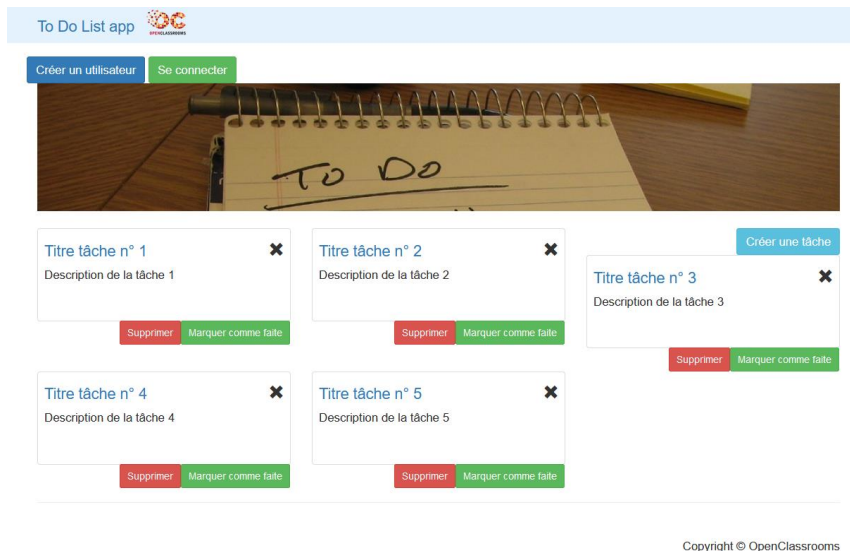 To Do List app
OPENCLASSROOMS
Créer un utilisateur
Se connecter
TO DO
Créer une tâche
Titre tâche n° 1
Description de la tâche 1
Supprimer
Marquer comme faite
Titre tâche n° 2
Description de la tâche 2
Supprimer
Marquer comme faite
Titre tâche n° 3
Description de la tâche 3
Supprimer
Marquer comme faite
Titre tâche n° 4
Description de la tâche 4
Supprimer
Marquer comme faite
Titre tâche n° 5
Description de la tâche 5
Supprimer
Marquer comme faite
Copyright © OpenClassrooms